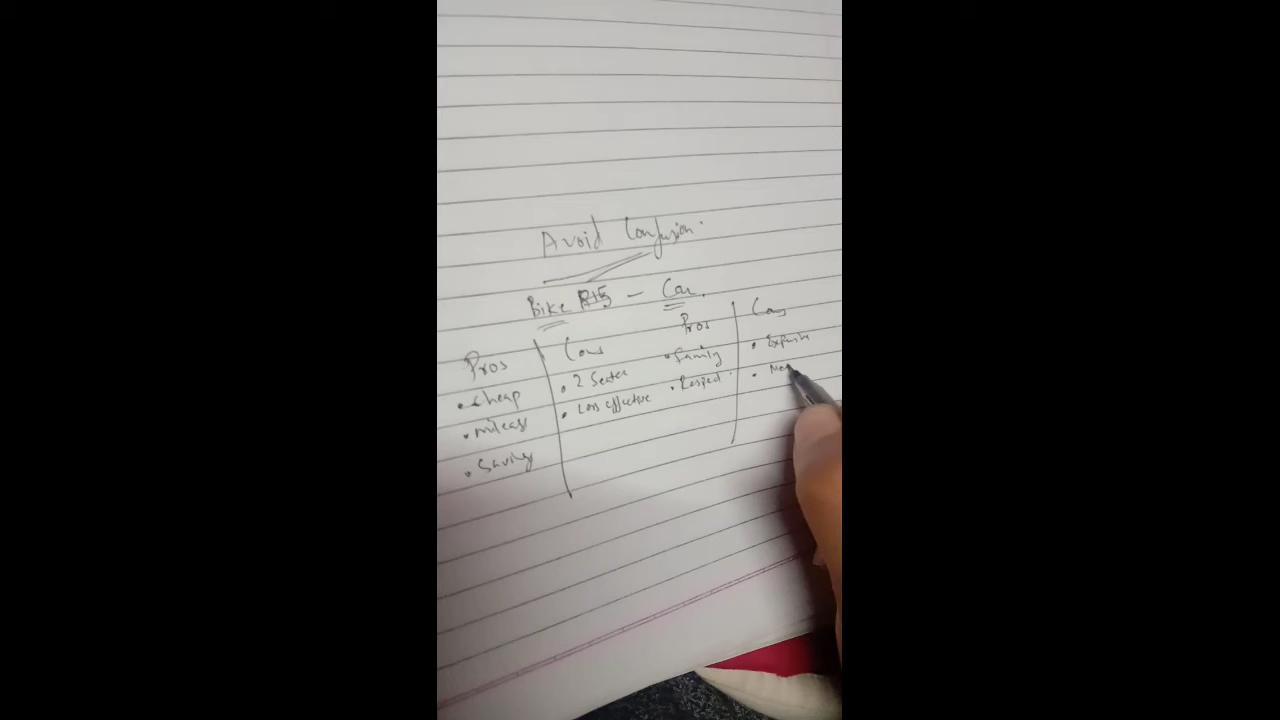 Avoid Confusion.
Bike R15 – Car.
Pros
Cons
Pros
Cons
• Cheap
• 2 Seater
• Family
• Expensive
• mileage
• Less effective
• Respect
•
• Saving